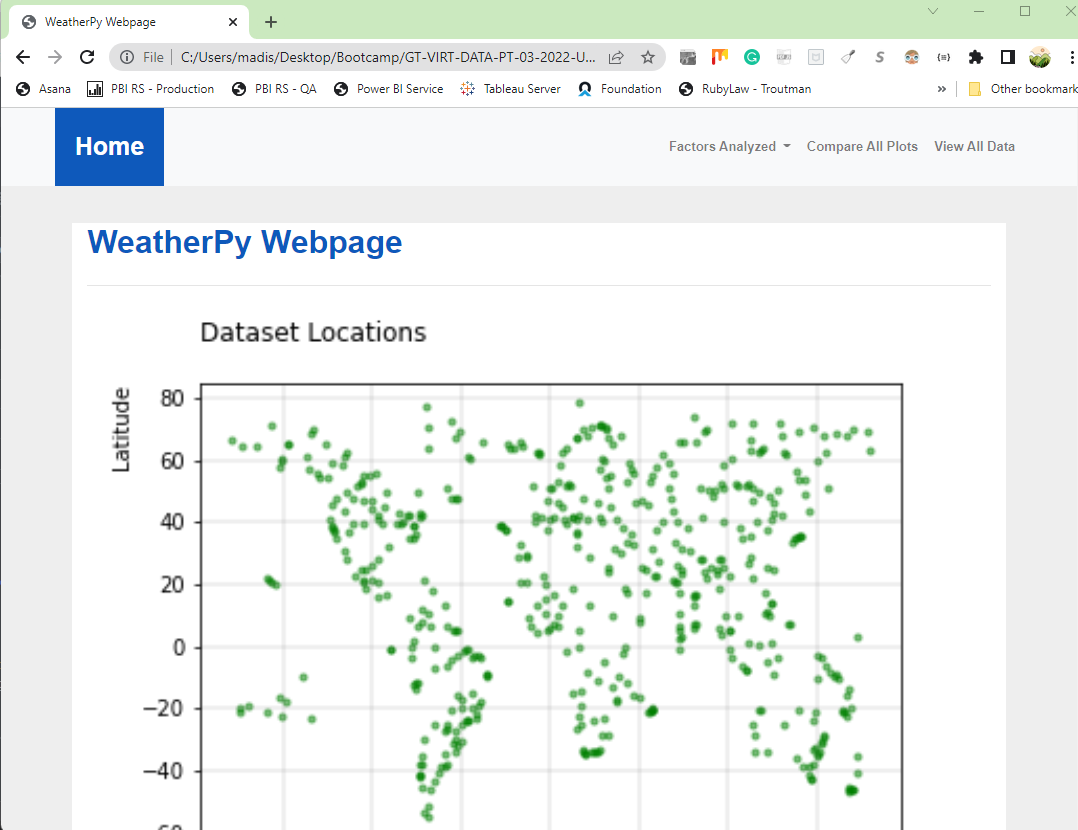 WeatherPy Webpage
File C:/Users/madis/Desktop/Bootcamp/GT-VIRT-DATA-PT-03-2022-U...
Asana PBI RS - Production PBI RS - QA Power BI Service Tableau Server Foundation RubyLaw - Troutman » Other bookmark
Home Factors Analyzed Compare All Plots View All Data
WeatherPy Webpage
Dataset Locations
Latitude
80
60
40
20
0
−20
−40